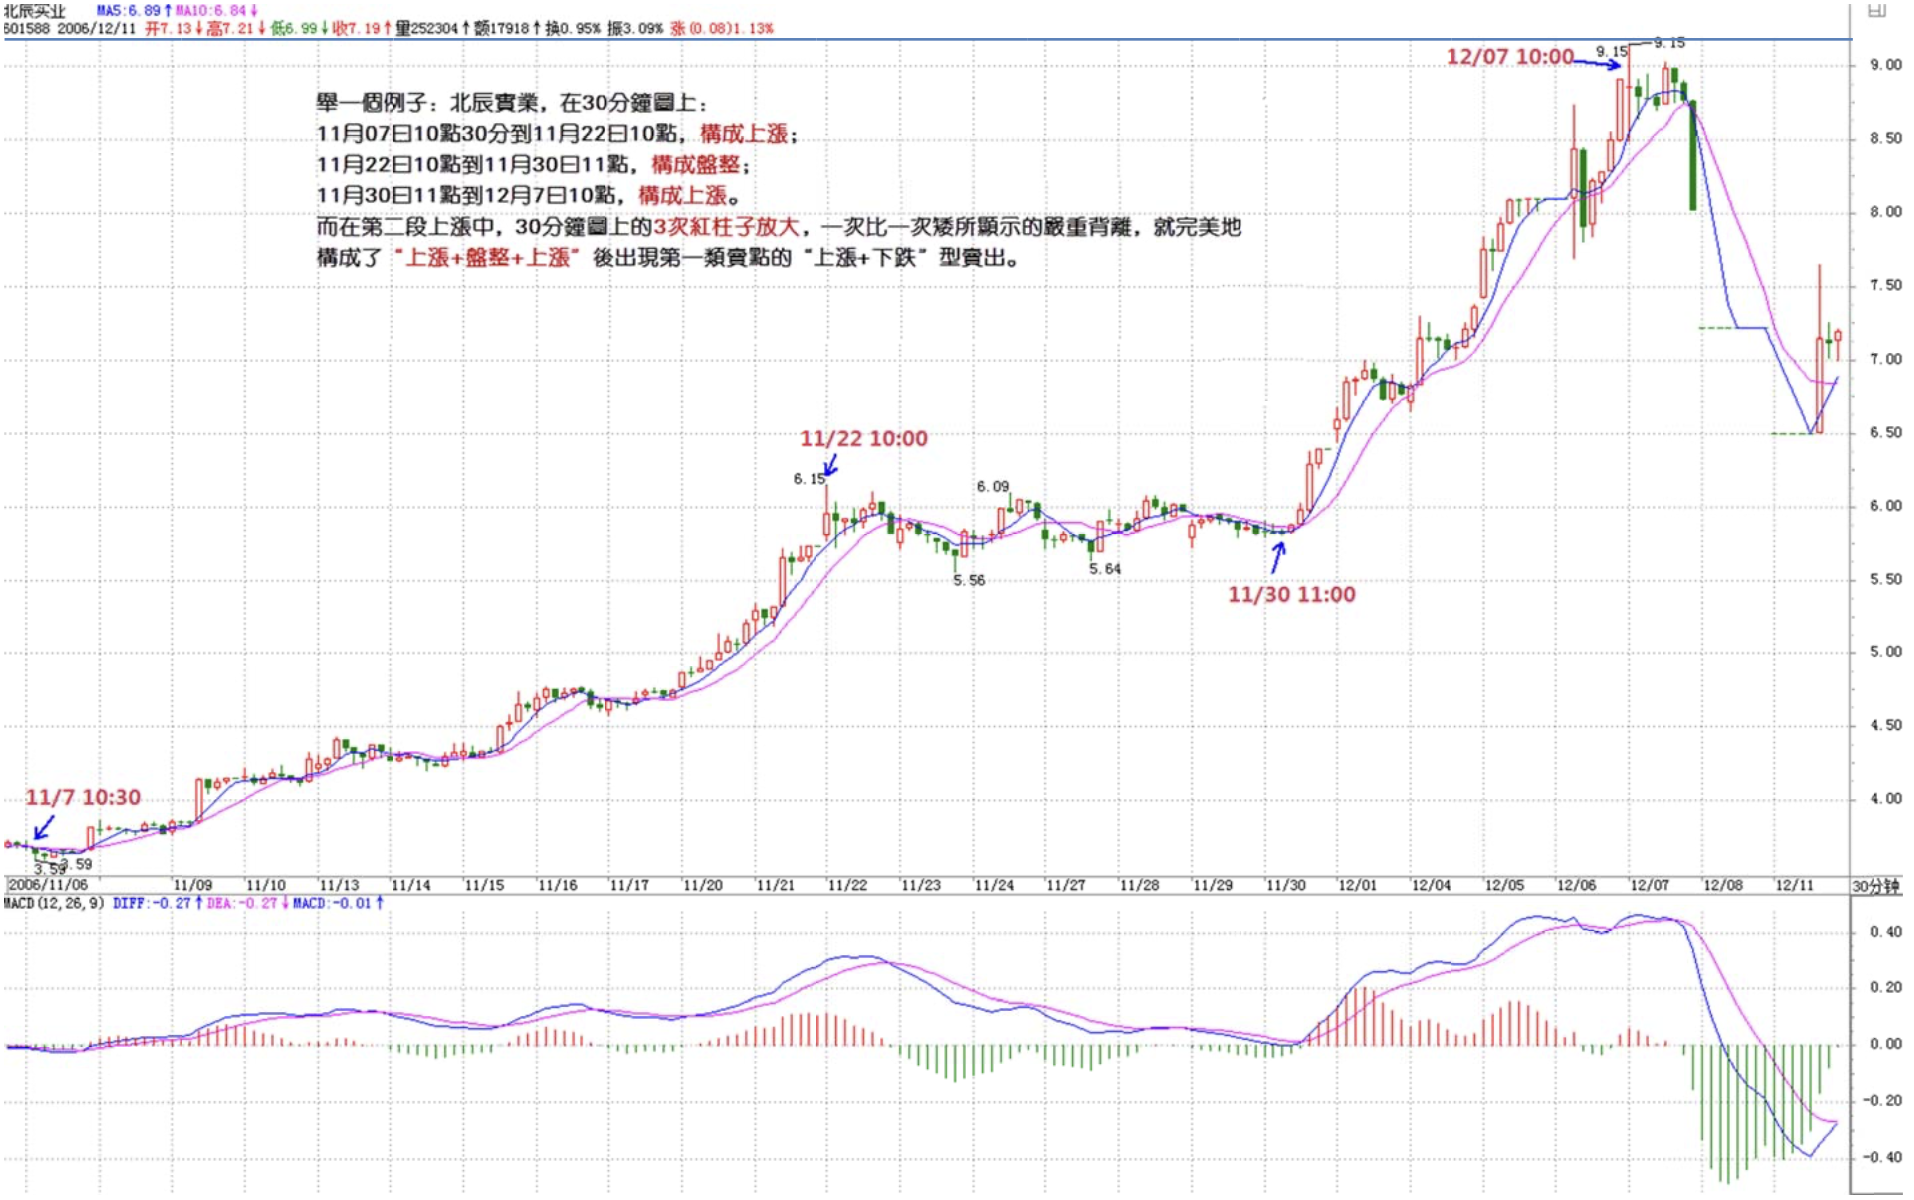 北辰实业 MA5:6.89↑MA10:6.84↓
601588 2006/12/11 开7.13↓高7.21↓低6.99↓收7.19↑量252304↑额17918↑换0.95% 振3.09% 涨(0.08)1.13%
12/07 10:00
9.15
9.15
舉一個例子：北辰實業，在30分鐘圖上：
11月07日10點30分到11月22日10點，構成上漲；
11月22日10點到11月30日11點，構成盤整；
11月30日11點到12月7日10點，構成上漲。
而在第二段上漲中，30分鐘圖上的3次紅柱子放大，一次比一次矮所顯示的嚴重背離，就完美地
構成了“上漲+盤整+上漲”後出現第一類賣點的“上漲+下跌”型賣出。
9.00
8.50
8.00
7.50
7.00
6.50
6.00
5.50
5.00
4.50
4.00
11/22 10:00
6.15
6.09
5.56
5.64
11/30 11:00
11/7 10:30
3.59
3.59
2006/11/06 11/09 11/10 11/13 11/14 11/15 11/16 11/17 11/20 11/21 11/22 11/23 11/24 11/27 11/28 11/29 11/30 12/01 12/04 12/05 12/06 12/07 12/08 12/11 30分钟
MACD(12,26,9) DIFF:-0.27↑DEA:-0.27↓MACD:-0.01↑
0.40
0.20
0.00
-0.20
-0.40